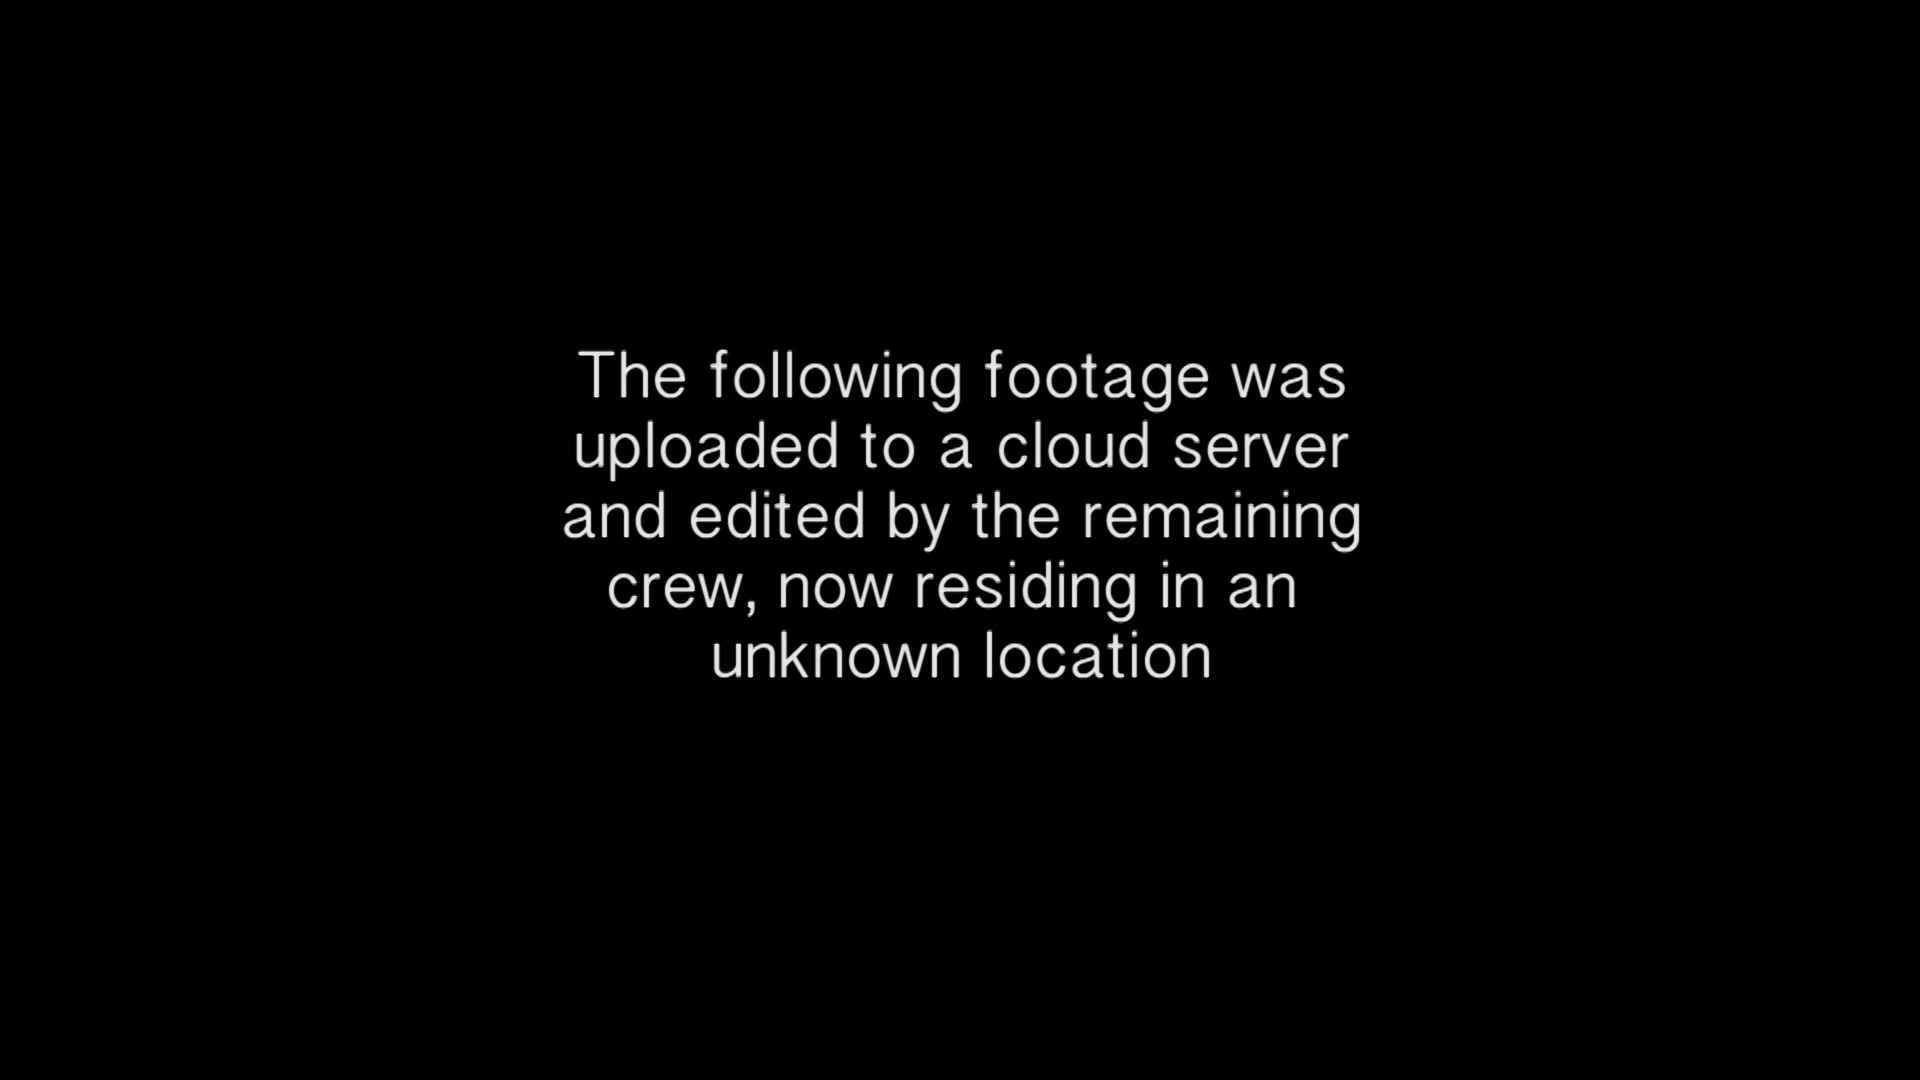 The following footage was
uploaded to a cloud server
and edited by the remaining
crew, now residing in an
unknown location